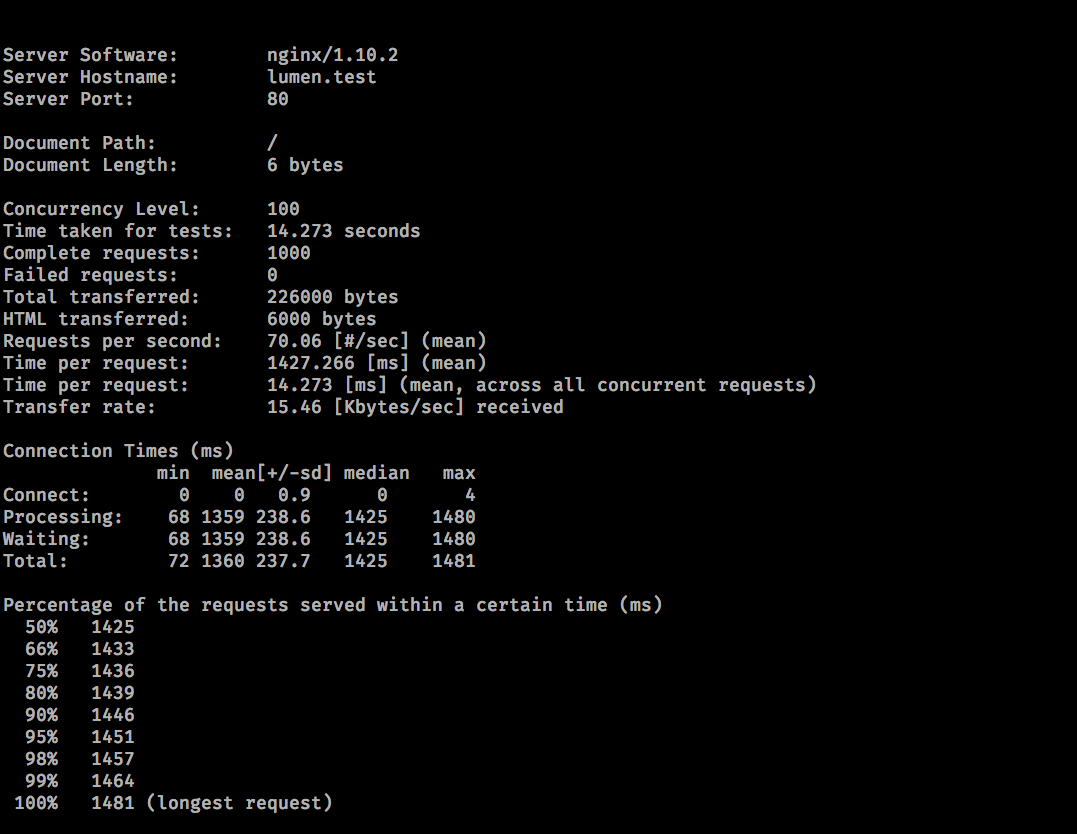 Server Software:        nginx/1.10.2
Server Hostname:        lumen.test
Server Port:            80

Document Path:          /
Document Length:        6 bytes

Concurrency Level:      100
Time taken for tests:   14.273 seconds
Complete requests:      1000
Failed requests:        0
Total transferred:      226000 bytes
HTML transferred:       6000 bytes
Requests per second:    70.06 [#/sec] (mean)
Time per request:       1427.266 [ms] (mean)
Time per request:       14.273 [ms] (mean, across all concurrent requests)
Transfer rate:          15.46 [Kbytes/sec] received

Connection Times (ms)
              min  mean[+/-sd] median   max
Connect:        0    0   0.9      0       4
Processing:    68 1359 238.6   1425    1480
Waiting:       68 1359 238.6   1425    1480
Total:         72 1360 237.7   1425    1481

Percentage of the requests served within a certain time (ms)
  50%   1425
  66%   1433
  75%   1436
  80%   1439
  90%   1446
  95%   1451
  98%   1457
  99%   1464
 100%   1481 (longest request)